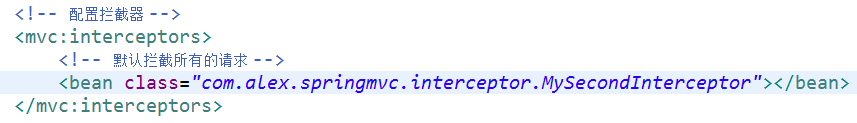 <!-- 配置拦截器 -->
<mvc:interceptors>
<!-- 默认拦截所有的请求 -->
<bean class="com.alex.springmvc.interceptor.MySecondInterceptor"></bean>
</mvc:interceptors>